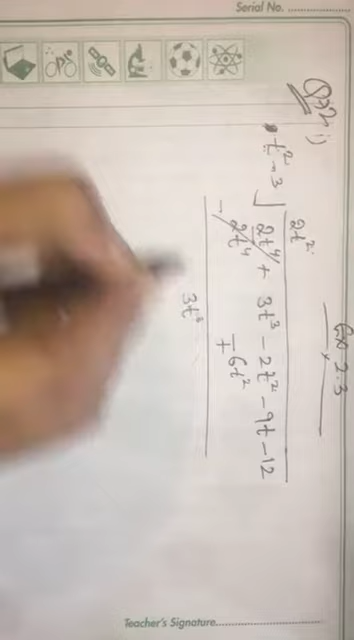 Serial No. ..................
Ex 2.3
Q2 i)
2t²
t² - 3 √ 2t⁴ + 3t³ - 2t² - 9t - 12
- 2t⁴ ∓ 6t²
3t³
Teacher's Signature..........................